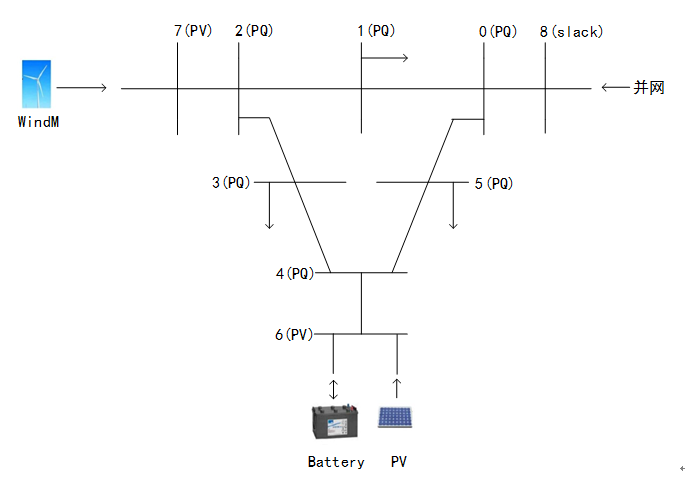 7(PV)
2(PQ)
1(PQ)
0(PQ)
8(slack)
并网
WindM
3(PQ)
5(PQ)
4(PQ)
6(PV)
Battery
PV